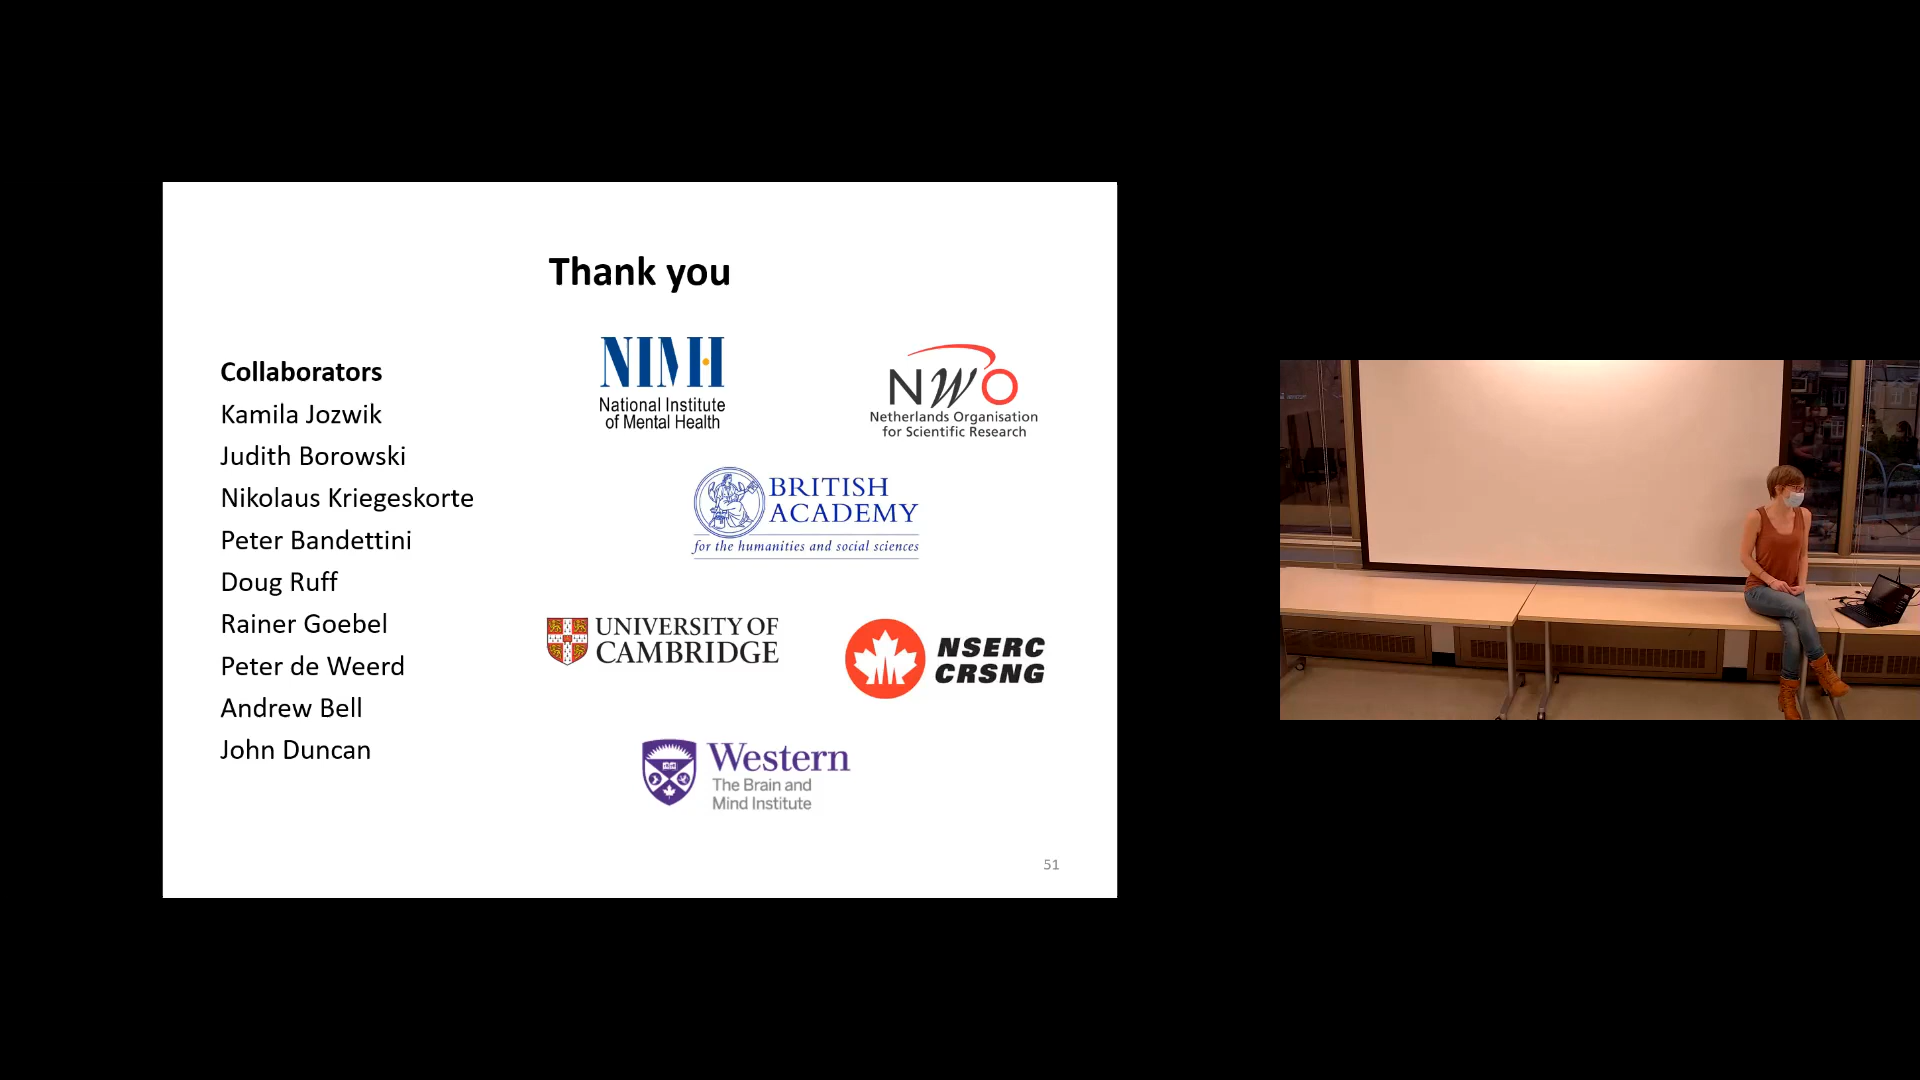 Thank you
Collaborators
Kamila Jozwik
Judith Borowski
Nikolaus Kriegeskorte
Peter Bandettini
Doug Ruff
Rainer Goebel
Peter de Weerd
Andrew Bell
John Duncan
NIMH
National Institute
of Mental Health
NWO
Netherlands Organisation
for Scientific Research
BRITISH
ACADEMY
for the humanities and social sciences
UNIVERSITY OF
CAMBRIDGE
NSERC
CRSNG
Western
The Brain and
Mind Institute
51